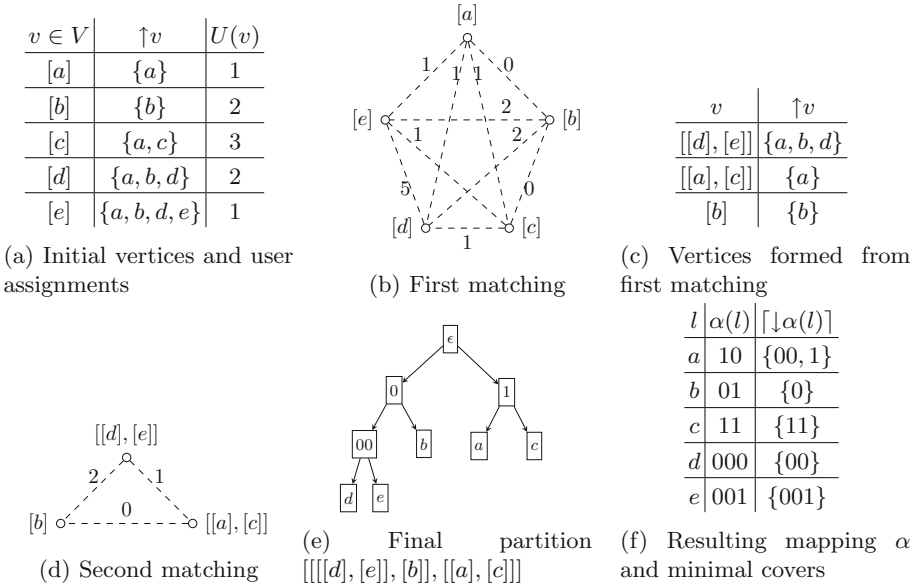 v ∈ V ↑v U(v)
[a] {a} 1
[b] {b} 2
[c] {a, c} 3
[d] {a, b, d} 2
[e] {a, b, d, e} 1
(a) Initial vertices and user
assignments
[a]
1 1 1 0
[e] 2 [b]
1 2
5 0
[d] [c]
1
(b) First matching
v ↑v
[[d], [e]] {a, b, d}
[[a], [c]] {a}
[b] {b}
(c) Vertices formed from
first matching
[[d], [e]]
2 1
[b] 0 [[a], [c]]
(d) Second matching
ϵ
0 1
00 b a c
d e
(e) Final partition
[[[[d], [e]], [b]], [[a], [c]]]
l α(l) ⌈↓α(l)⌉
a 10 {00, 1}
b 01 {0}
c 11 {11}
d 000 {00}
e 001 {001}
(f) Resulting mapping α
and minimal covers